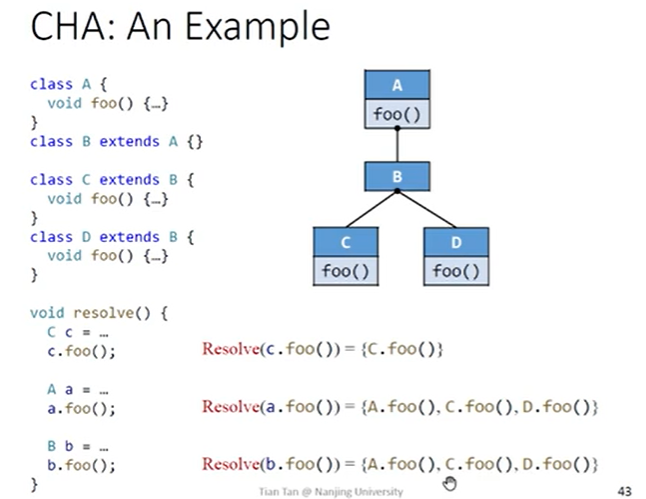 CHA: An Example
class A {
void foo() {…}
}
class B extends A {}
class C extends B {
void foo() {…}
}
class D extends B {
void foo() {…}
}
A
foo()
B
C
foo()
D
foo()
void resolve() {
C c = …
c.foo();
Resolve(c.foo()) = {C.foo()}
A a = …
a.foo();
Resolve(a.foo()) = {A.foo(), C.foo(), D.foo()}
B b = …
b.foo();
Resolve(b.foo()) = {A.foo(), C.foo(), D.foo()}
}
Tian Tan @ Nanjing University
43